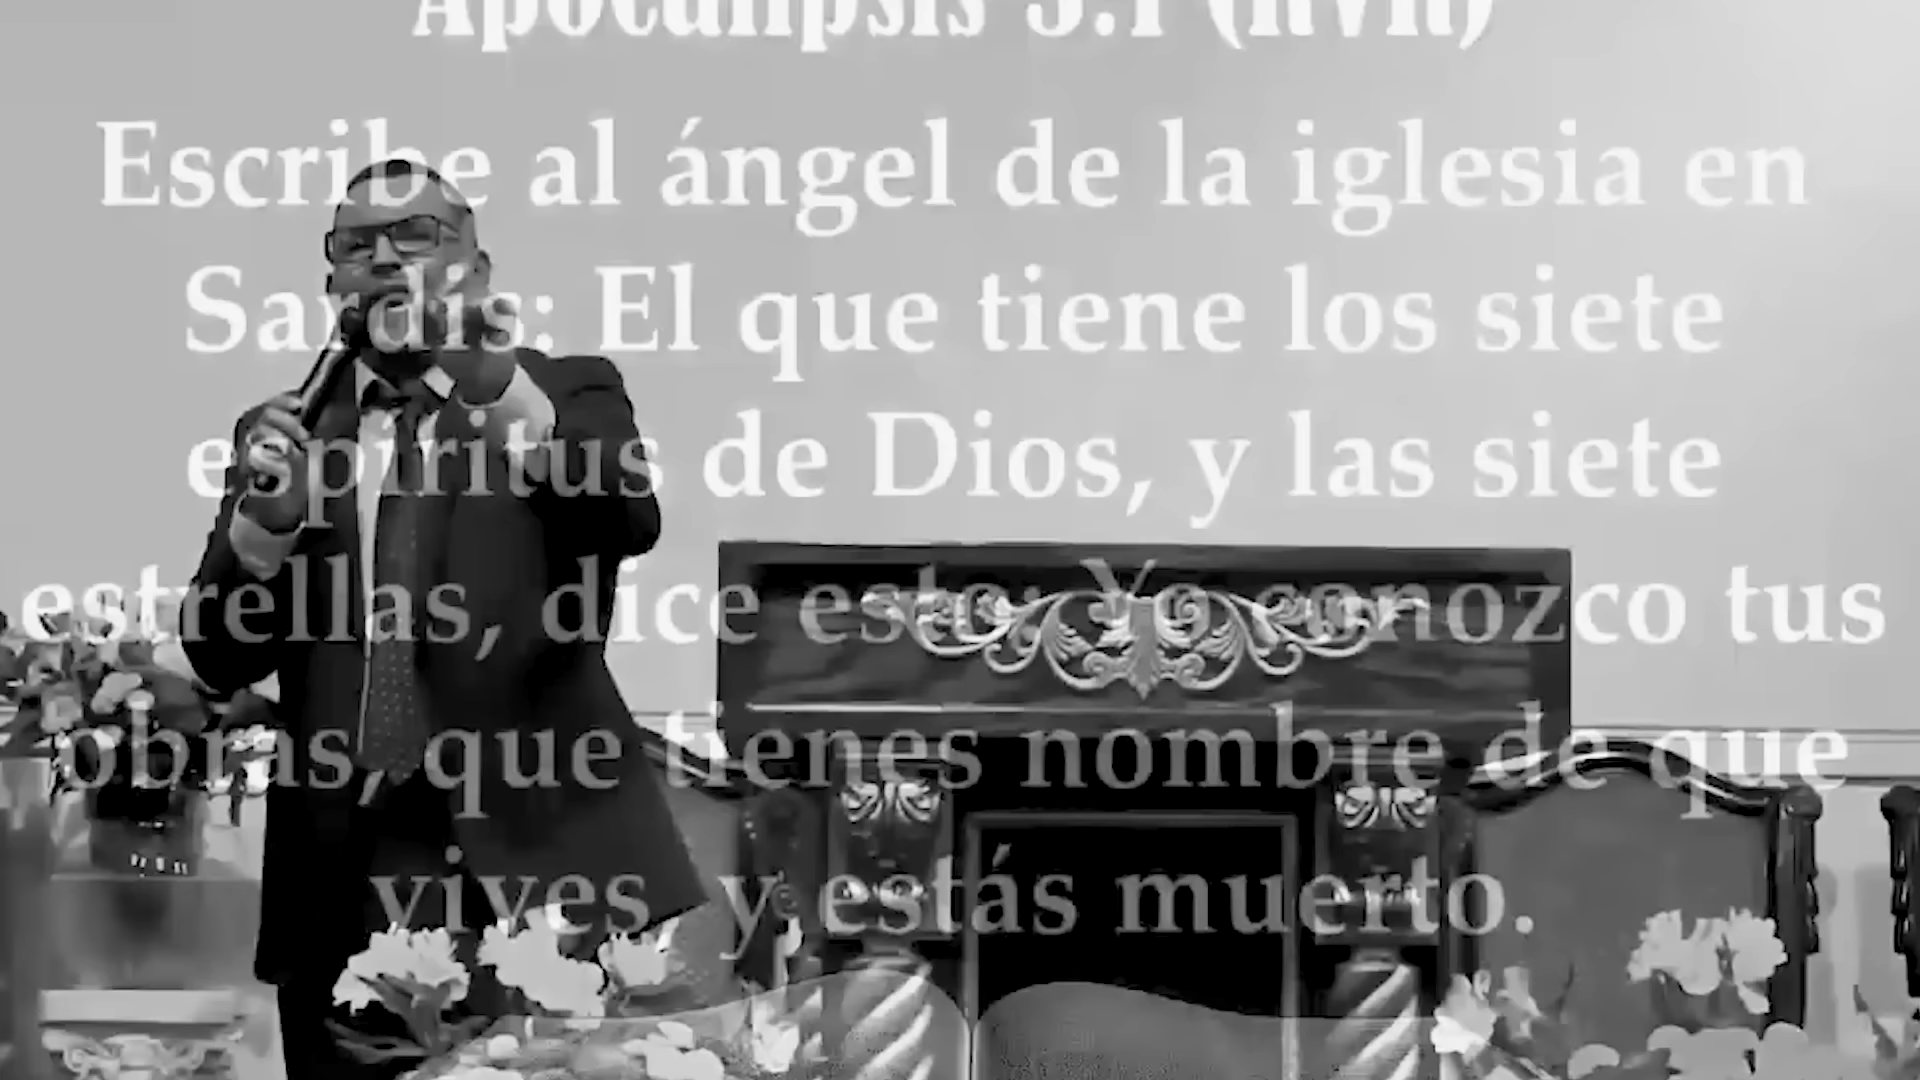 Apocalipsis 3:1 (RVR)
Escribe al ángel de la iglesia en
Sardis: El que tiene los siete
espíritus de Dios, y las siete
estrellas, dice esto: Yo conozco tus
obras, que tienes nombre de que
vives, y estás muerto.